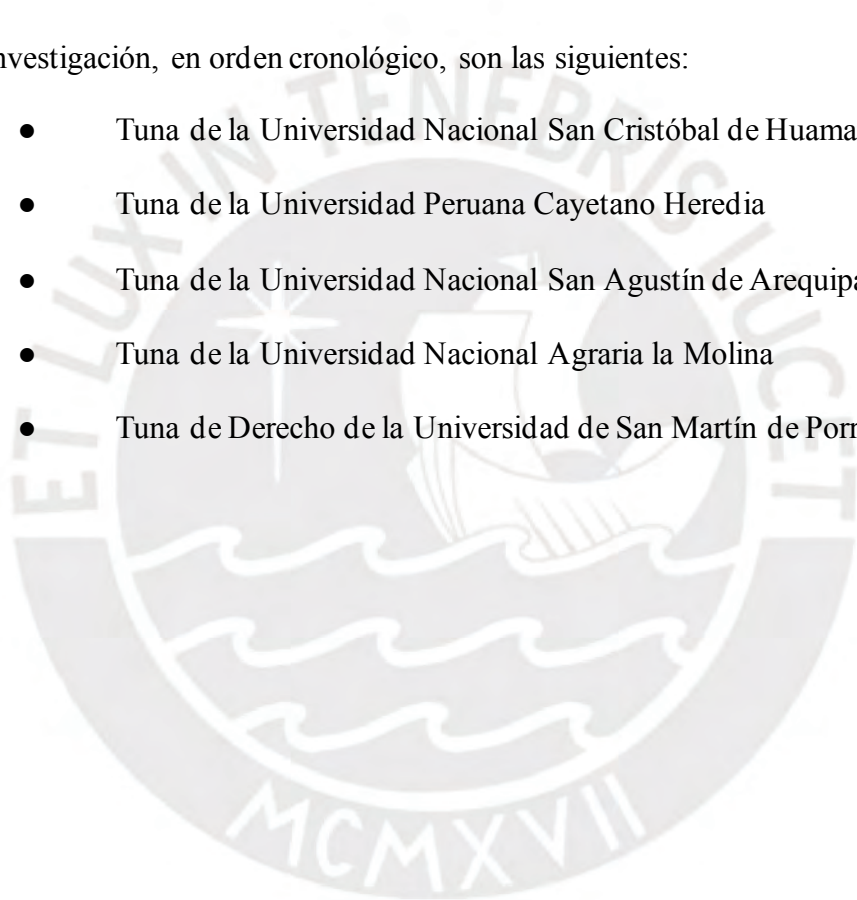 nvestigación, en orden cronológico, son las siguientes:
● Tuna de la Universidad Nacional San Cristóbal de Huama
● Tuna de la Universidad Peruana Cayetano Heredia
● Tuna de la Universidad Nacional San Agustín de Arequipa
● Tuna de la Universidad Nacional Agraria la Molina
● Tuna de Derecho de la Universidad de San Martín de Porr
ET LUX IN TENEBRIS LUCET
MCMXVII